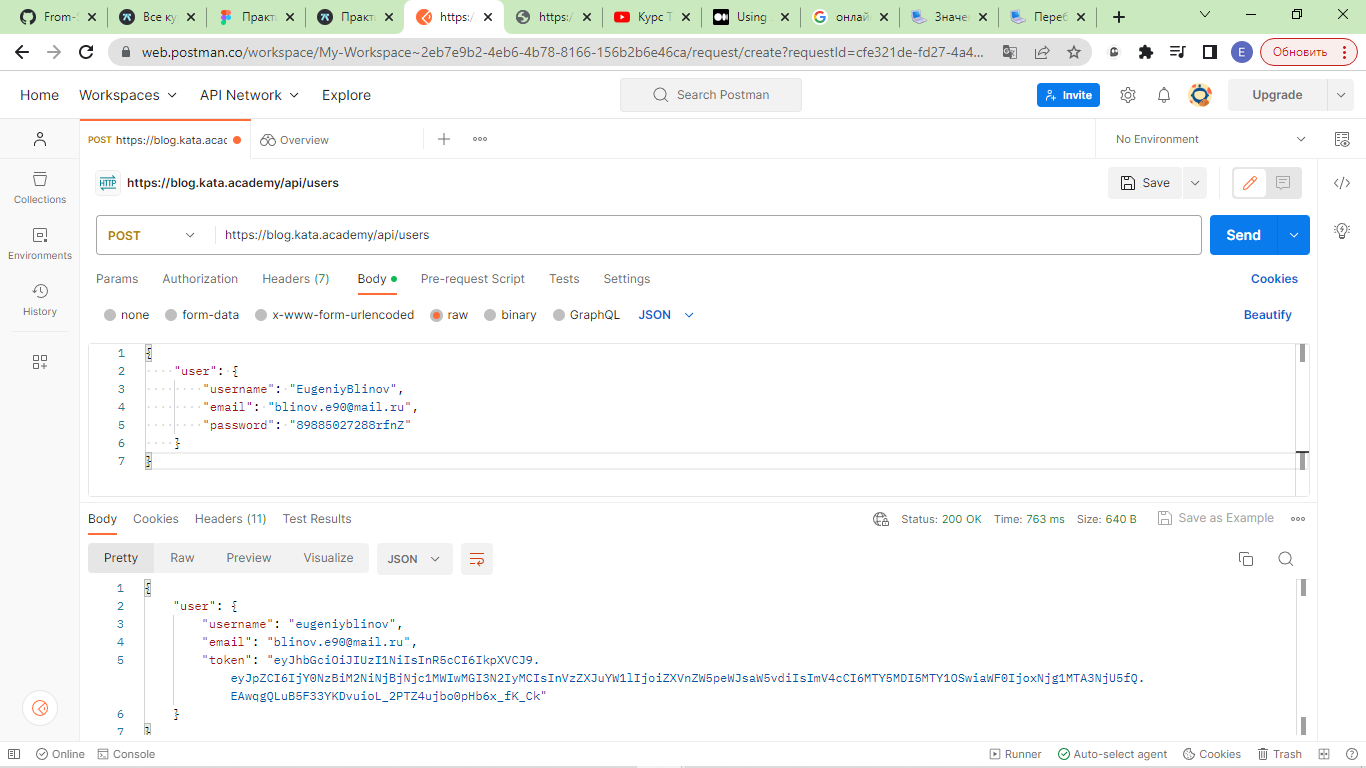 From-S
Все ку
Практи
Практи
https:/
https:/
Курс T
Using
онлай
Значе
Переб
web.postman.co/workspace/My-Workspace~2eb7e9b2-4eb6-4b78-8166-156b2b6e46ca/request/create?requestId=cfe321de-fd27-4a4...
E
Обновить
Home
Workspaces
API Network
Explore
Search Postman
Invite
Upgrade
POST https://blog.kata.acac
Overview
No Environment
HTTP https://blog.kata.academy/api/users
Save
Collections
Environments
History
POST
https://blog.kata.academy/api/users
Send
Params Authorization Headers (7) Body Pre-request Script Tests Settings Cookies
none form-data x-www-form-urlencoded raw binary GraphQL JSON Beautify
1 {
2 "user": {
3 "username": "EugeniyBlinov",
4 "email": "blinov.e90@mail.ru",
5 "password": "89885027288rfnZ"
6 }
7 }
Body Cookies Headers (11) Test Results Status: 200 OK Time: 763 ms Size: 640 B Save as Example
Pretty Raw Preview Visualize JSON
1 {
2 "user": {
3 "username": "eugeniyblinov",
4 "email": "blinov.e90@mail.ru",
5 "token": "eyJhbGciOiJIUzI1NiIsInR5cCI6IkpXVCJ9.
eyJpZCI6IjY0NzBiM2NiNjBjNjc1MWIwMGI3N2IyMCIsInVzZXJuYW1lIjoiZXVnZW5peWJsaW5vdiIsImV4cCI6MTY5MDI5MTY1OSwiaWF0IjoxNjg1MTA3NjU5fQ.
EAwqgQLuB5F33YKDvuioL_2PTZ4ujbo0pHb6x_fK_Ck"
6 }
7 }
Online Console Runner Auto-select agent Cookies Trash